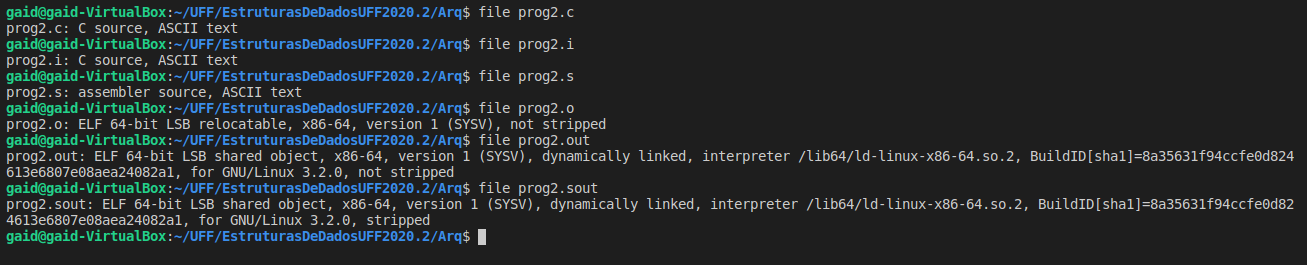 gaid@gaid-VirtualBox:~/UFF/EstruturasDeDadosUFF2020.2/Arq$ file prog2.c
prog2.c: C source, ASCII text
gaid@gaid-VirtualBox:~/UFF/EstruturasDeDadosUFF2020.2/Arq$ file prog2.i
prog2.i: C source, ASCII text
gaid@gaid-VirtualBox:~/UFF/EstruturasDeDadosUFF2020.2/Arq$ file prog2.s
prog2.s: assembler source, ASCII text
gaid@gaid-VirtualBox:~/UFF/EstruturasDeDadosUFF2020.2/Arq$ file prog2.o
prog2.o: ELF 64-bit LSB relocatable, x86-64, version 1 (SYSV), not stripped
gaid@gaid-VirtualBox:~/UFF/EstruturasDeDadosUFF2020.2/Arq$ file prog2.out
prog2.out: ELF 64-bit LSB shared object, x86-64, version 1 (SYSV), dynamically linked, interpreter /lib64/ld-linux-x86-64.so.2, BuildID[sha1]=8a35631f94ccfe0d824
613e6807e08aea24082a1, for GNU/Linux 3.2.0, not stripped
gaid@gaid-VirtualBox:~/UFF/EstruturasDeDadosUFF2020.2/Arq$ file prog2.sout
prog2.sout: ELF 64-bit LSB shared object, x86-64, version 1 (SYSV), dynamically linked, interpreter /lib64/ld-linux-x86-64.so.2, BuildID[sha1]=8a35631f94ccfe0d82
4613e6807e08aea24082a1, for GNU/Linux 3.2.0, stripped
gaid@gaid-VirtualBox:~/UFF/EstruturasDeDadosUFF2020.2/Arq$